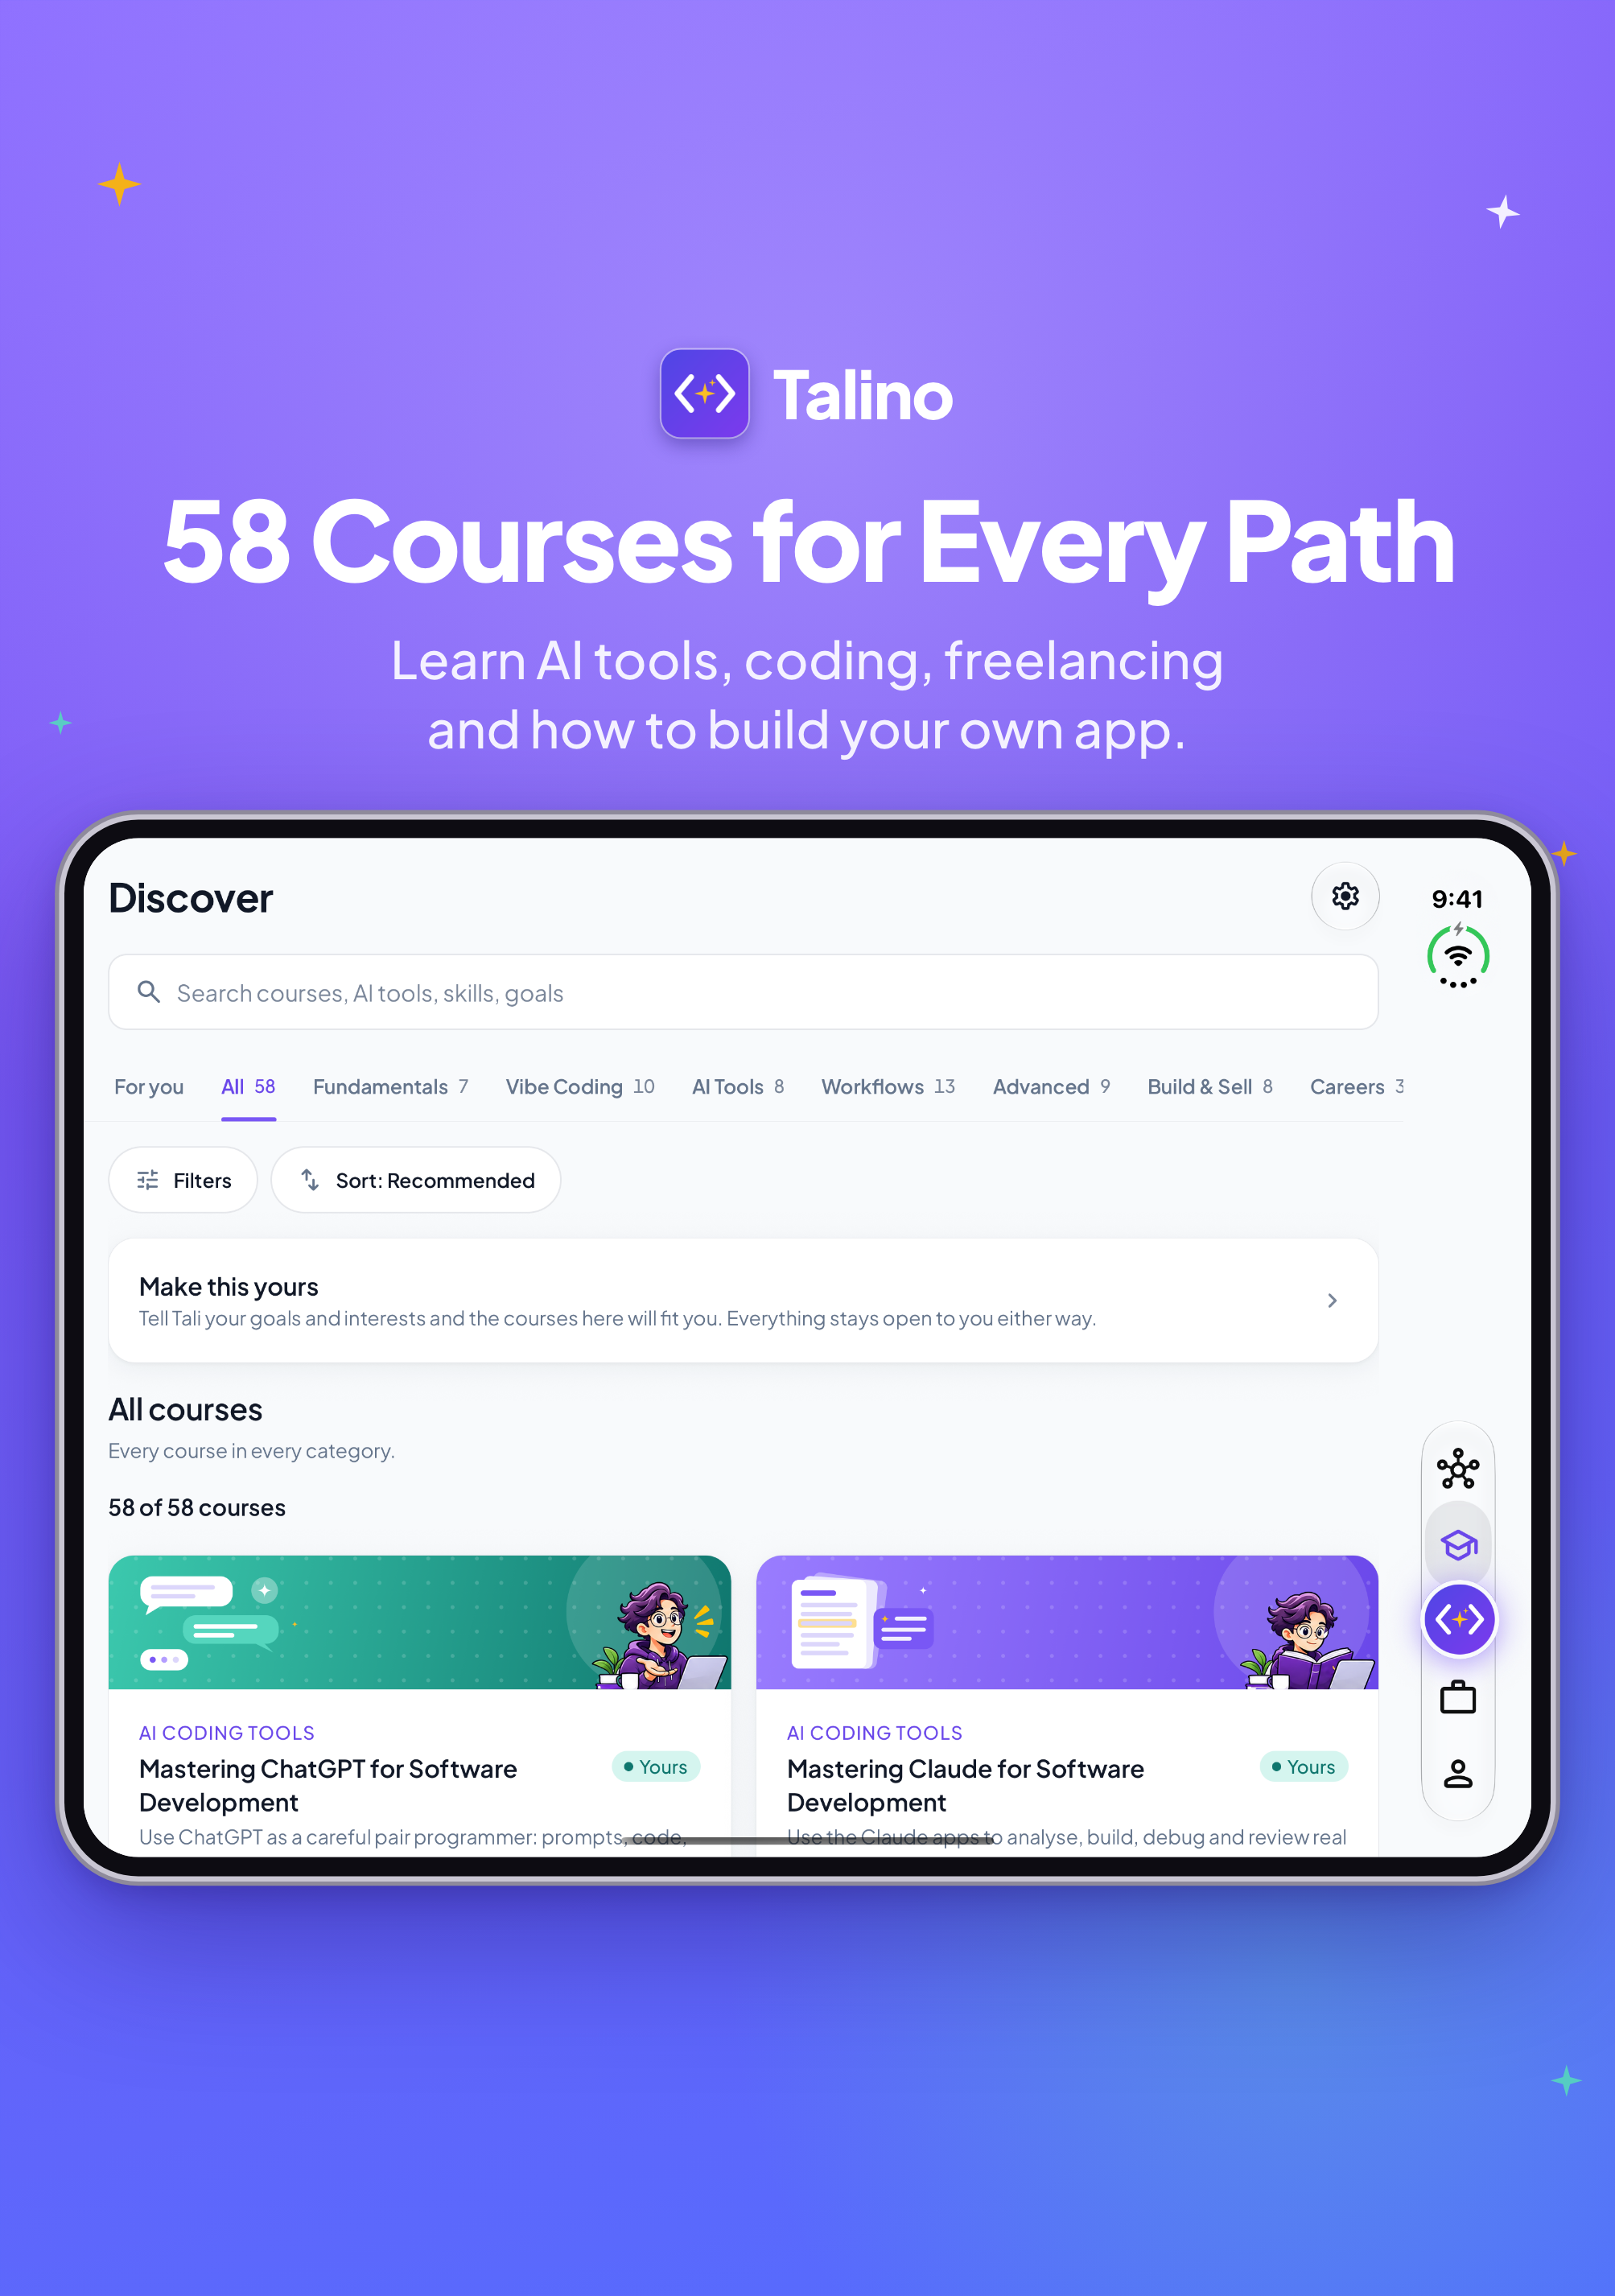 Talino
58 Courses for Every Path
Learn AI tools, coding, freelancing
and how to build your own app.
Discover
9:41
Search courses, AI tools, skills, goals
For you All 58 Fundamentals 7 Vibe Coding 10 AI Tools 8 Workflows 13 Advanced 9 Build & Sell 8 Careers 3
Filters Sort: Recommended
Make this yours
Tell Tali your goals and interests and the courses here will fit you. Everything stays open to you either way.
All courses
Every course in every category.
58 of 58 courses
AI CODING TOOLS
Mastering ChatGPT for Software
Development
Yours
Use ChatGPT as a careful pair programmer: prompts, code,
AI CODING TOOLS
Mastering Claude for Software
Development
Yours
Use the Claude apps to analyse, build, debug and review real